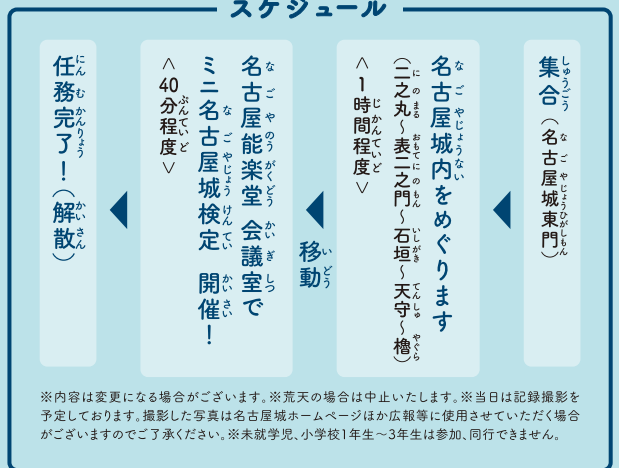 スケジュール
集合（名古屋城東門）
名古屋城内をめぐります
（二之丸～表二之門～石垣～天守～櫓）
＜1時間程度＞
移動
名古屋能楽堂 会議室で
ミニ名古屋城検定 開催！
＜40分程度＞
任務完了！（解散）
※内容は変更になる場合がございます。※荒天の場合は中止いたします。※当日は記録撮影を
予定しております。撮影した写真は名古屋城ホームページほか広報等に使用させていただく場合
がございますのでご了承ください。※未就学児、小学校1年生～3年生は参加、同行できません。